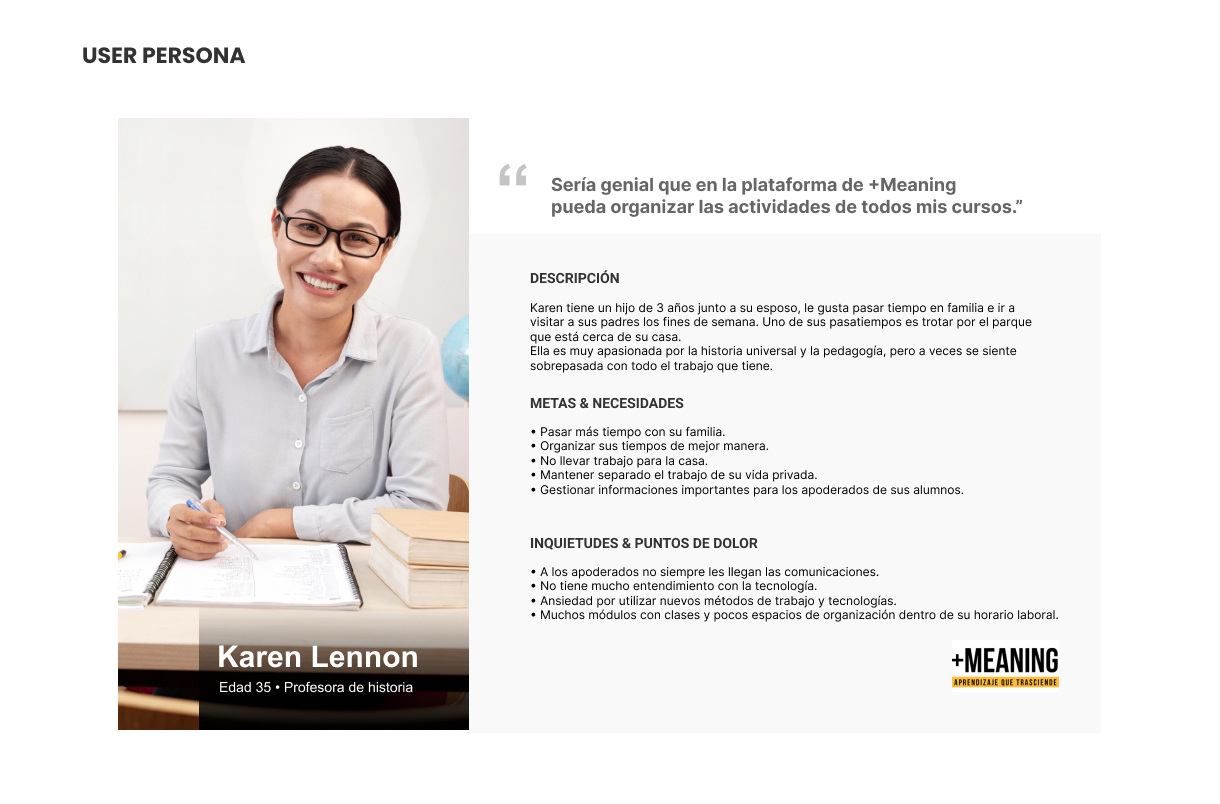 USER PERSONA
“
Sería genial que en la plataforma de +Meaning
pueda organizar las actividades de todos mis cursos.”
DESCRIPCIÓN
Karen tiene un hijo de 3 años junto a su esposo, le gusta pasar tiempo en familia e ir a
visitar a sus padres los fines de semana. Uno de sus pasatiempos es trotar por el parque
que está cerca de su casa.
Ella es muy apasionada por la historia universal y la pedagogía, pero a veces se siente
sobrepasada con todo el trabajo que tiene.
METAS & NECESIDADES
• Pasar más tiempo con su familia.
• Organizar sus tiempos de mejor manera.
• No llevar trabajo para la casa.
• Mantener separado el trabajo de su vida privada.
• Gestionar informaciones importantes para los apoderados de sus alumnos.
INQUIETUDES & PUNTOS DE DOLOR
• A los apoderados no siempre les llegan las comunicaciones.
• No tiene mucho entendimiento con la tecnología.
• Ansiedad por utilizar nuevos métodos de trabajo y tecnologías.
• Muchos módulos con clases y pocos espacios de organización dentro de su horario laboral.
Karen Lennon
Edad 35 • Profesora de historia
+MEANING
APRENDIZAJE QUE TRASCIENDE